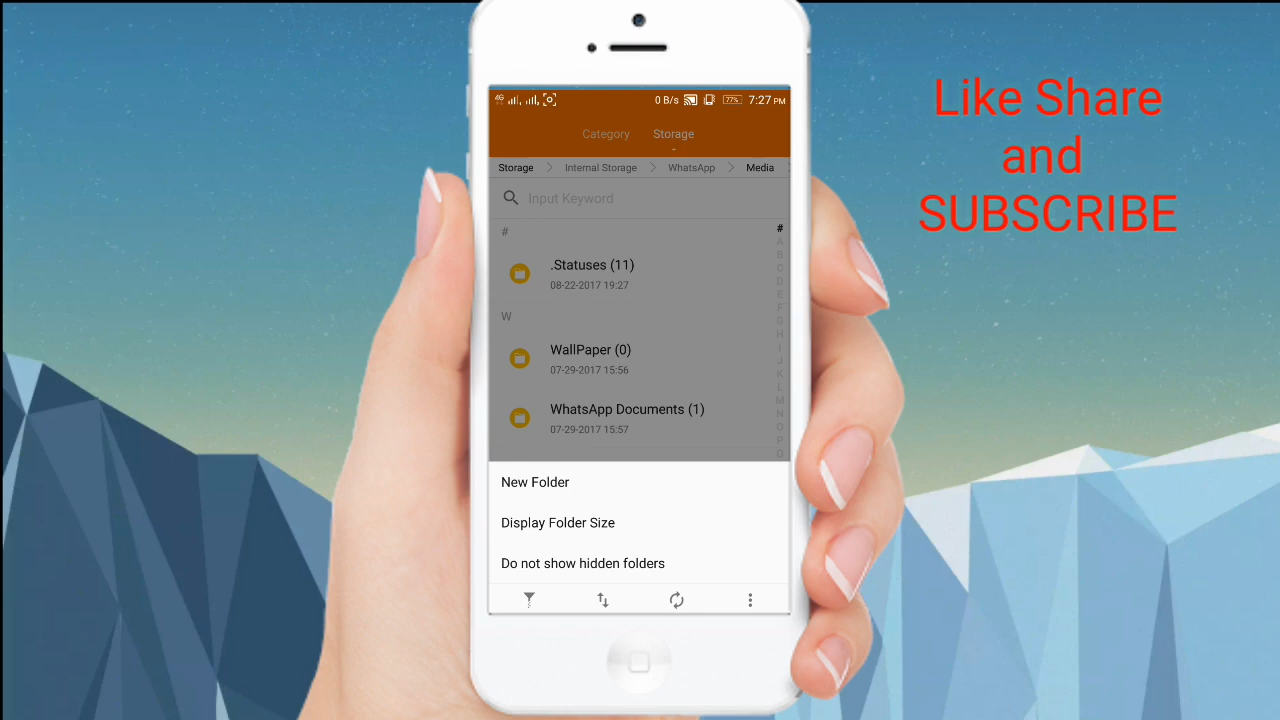 Like Share
and
SUBSCRIBE
4G 0 B/s 77% 7:27 PM
Category Storage
Storage Internal Storage WhatsApp Media
Input Keyword
#
.Statuses (11)
08-22-2017 19:27
W
WallPaper (0)
07-29-2017 15:56
WhatsApp Documents (1)
07-29-2017 15:57
#
A
B
C
D
E
F
G
H
I
J
K
L
M
N
O
P
Q
New Folder
Display Folder Size
Do not show hidden folders